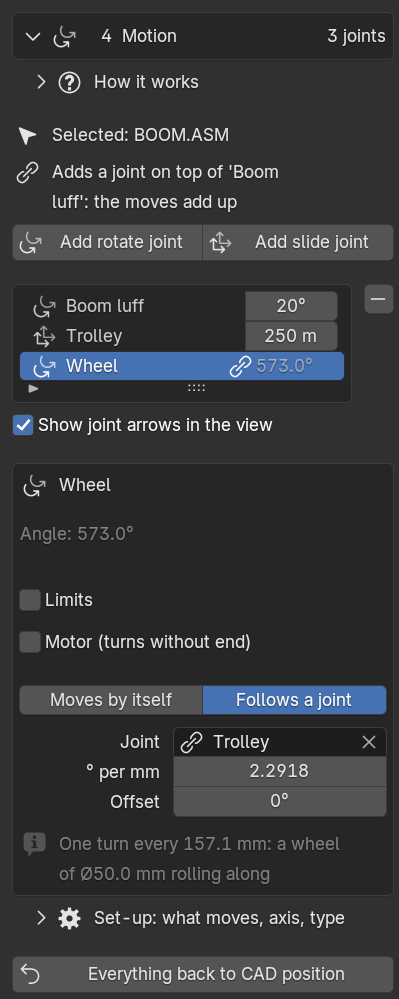 4 Motion 3 joints
How it works
Selected: BOOM.ASM
Adds a joint on top of 'Boom
luff': the moves add up
Add rotate joint Add slide joint
Boom luff 20°
Trolley 250 m
Wheel 573.0°
Show joint arrows in the view
Wheel
Angle: 573.0°
Limits
Motor (turns without end)
Moves by itself Follows a joint
Joint Trolley
° per mm 2.2918
Offset 0°
One turn every 157.1 mm: a wheel
of Ø50.0 mm rolling along
Set-up: what moves, axis, type
Everything back to CAD position